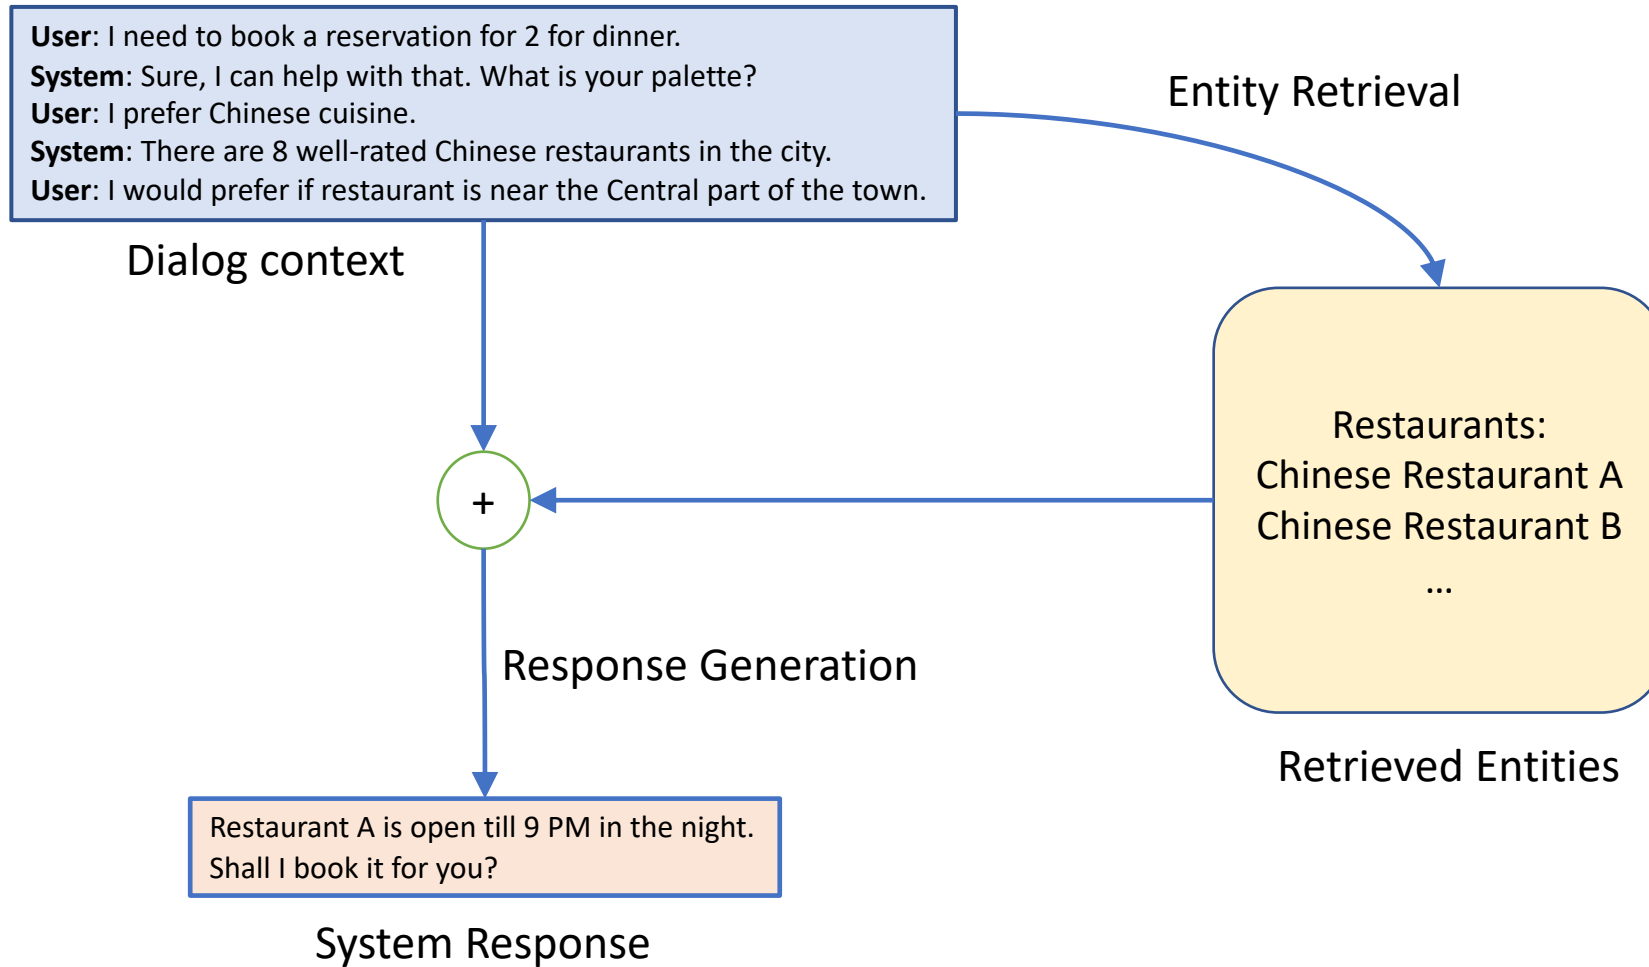 User: I need to book a reservation for 2 for dinner.
System: Sure, I can help with that. What is your palette?
User: I prefer Chinese cuisine.
System: There are 8 well-rated Chinese restaurants in the city.
User: I would prefer if restaurant is near the Central part of the town.
Entity Retrieval
Dialog context
Restaurants:
Chinese Restaurant A
Chinese Restaurant B
...
+
Response Generation
Retrieved Entities
Restaurant A is open till 9 PM in the night.
Shall I book it for you?
System Response